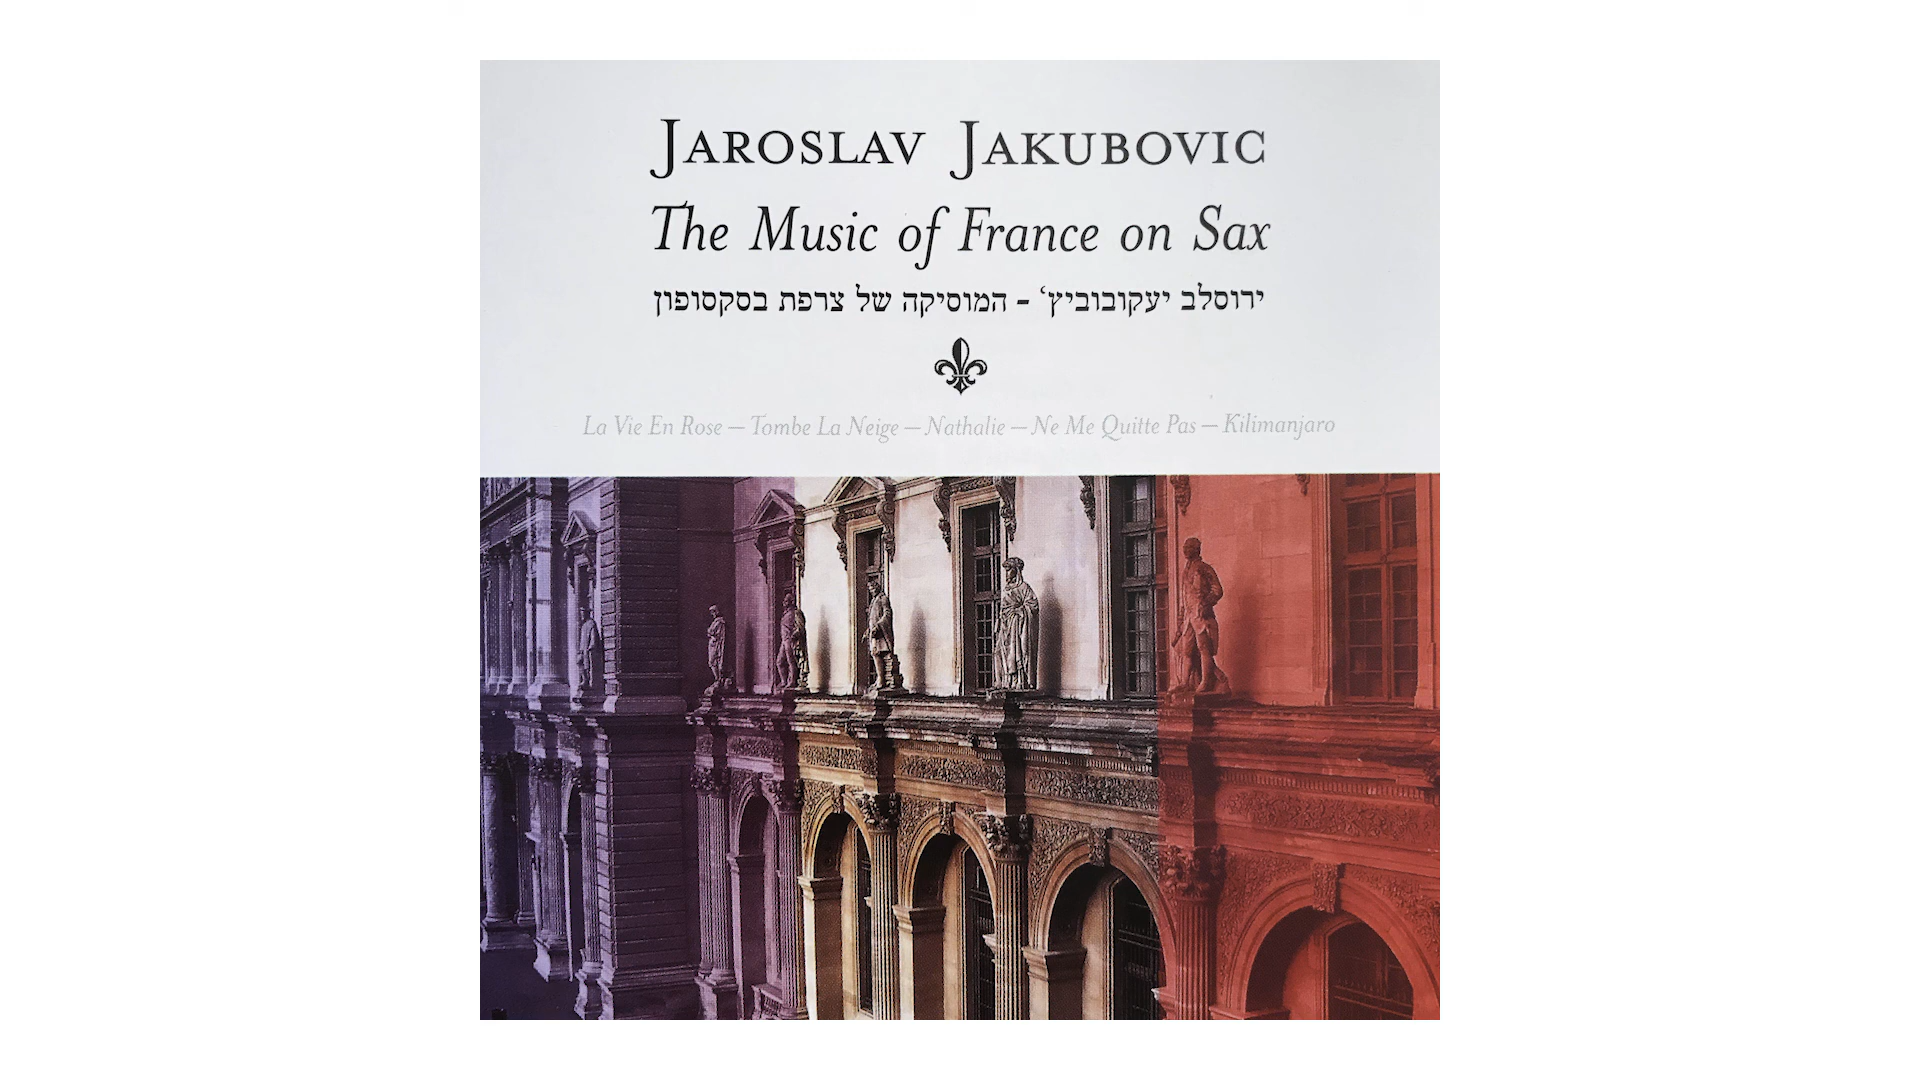 JAROSLAV JAKUBOVIC
The Music of France on Sax
ירוסלב יעקובוביץ' - המוסיקה של צרפת בסקסופון
La Vie En Rose — Tombe La Neige — Nathalie — Ne Me Quitte Pas — Kilimanjaro